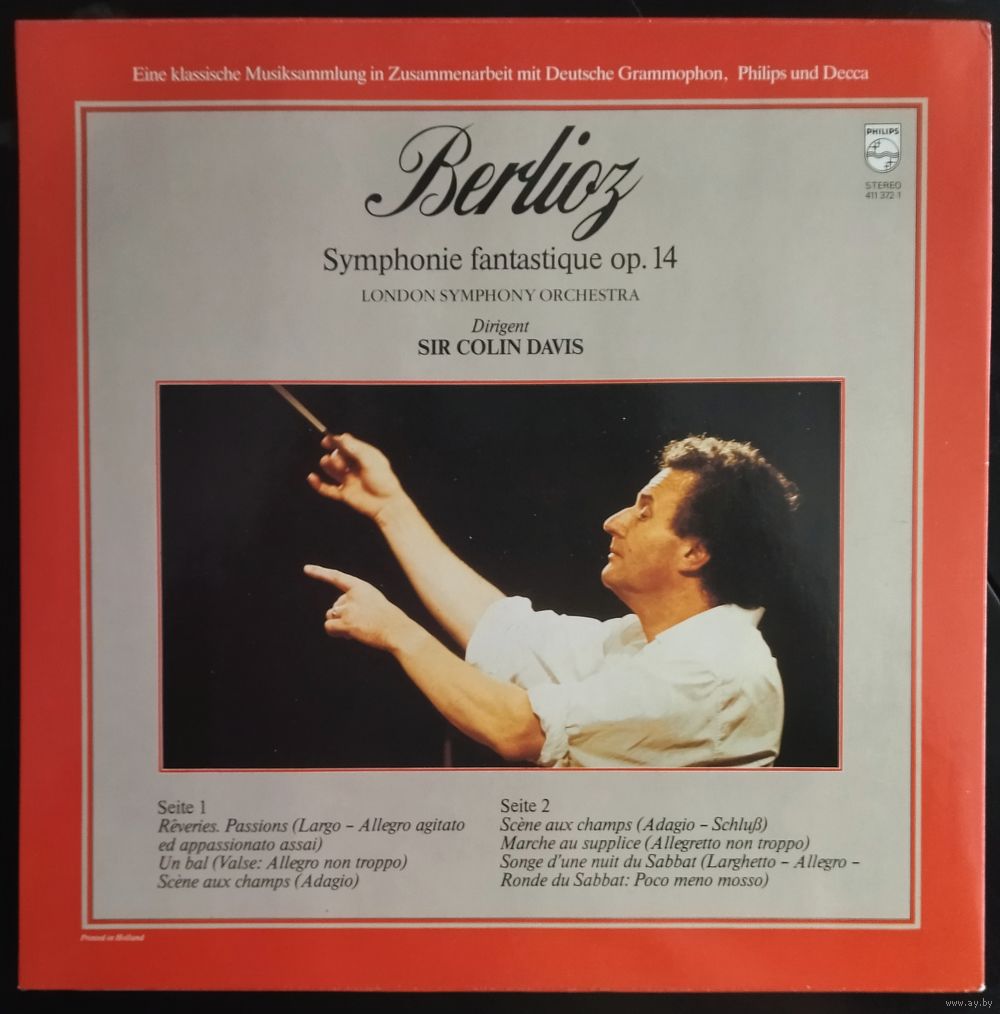 Eine klassische Musiksammlung in Zusammenarbeit mit Deutsche Grammophon, Philips und Decca
Berlioz
PHILIPS
STEREO
411 372-1
Symphonie fantastique op. 14
LONDON SYMPHONY ORCHESTRA
Dirigent
SIR COLIN DAVIS
Seite 1
Rêveries. Passions (Largo – Allegro agitato
ed appassionato assai)
Un bal (Valse: Allegro non troppo)
Scène aux champs (Adagio)
Seite 2
Scène aux champs (Adagio – Schluß)
Marche au supplice (Allegretto non troppo)
Songe d'une nuit du Sabbat (Larghetto – Allegro –
Ronde du Sabbat: Poco meno mosso)
Printed in Holland
www.ay.by